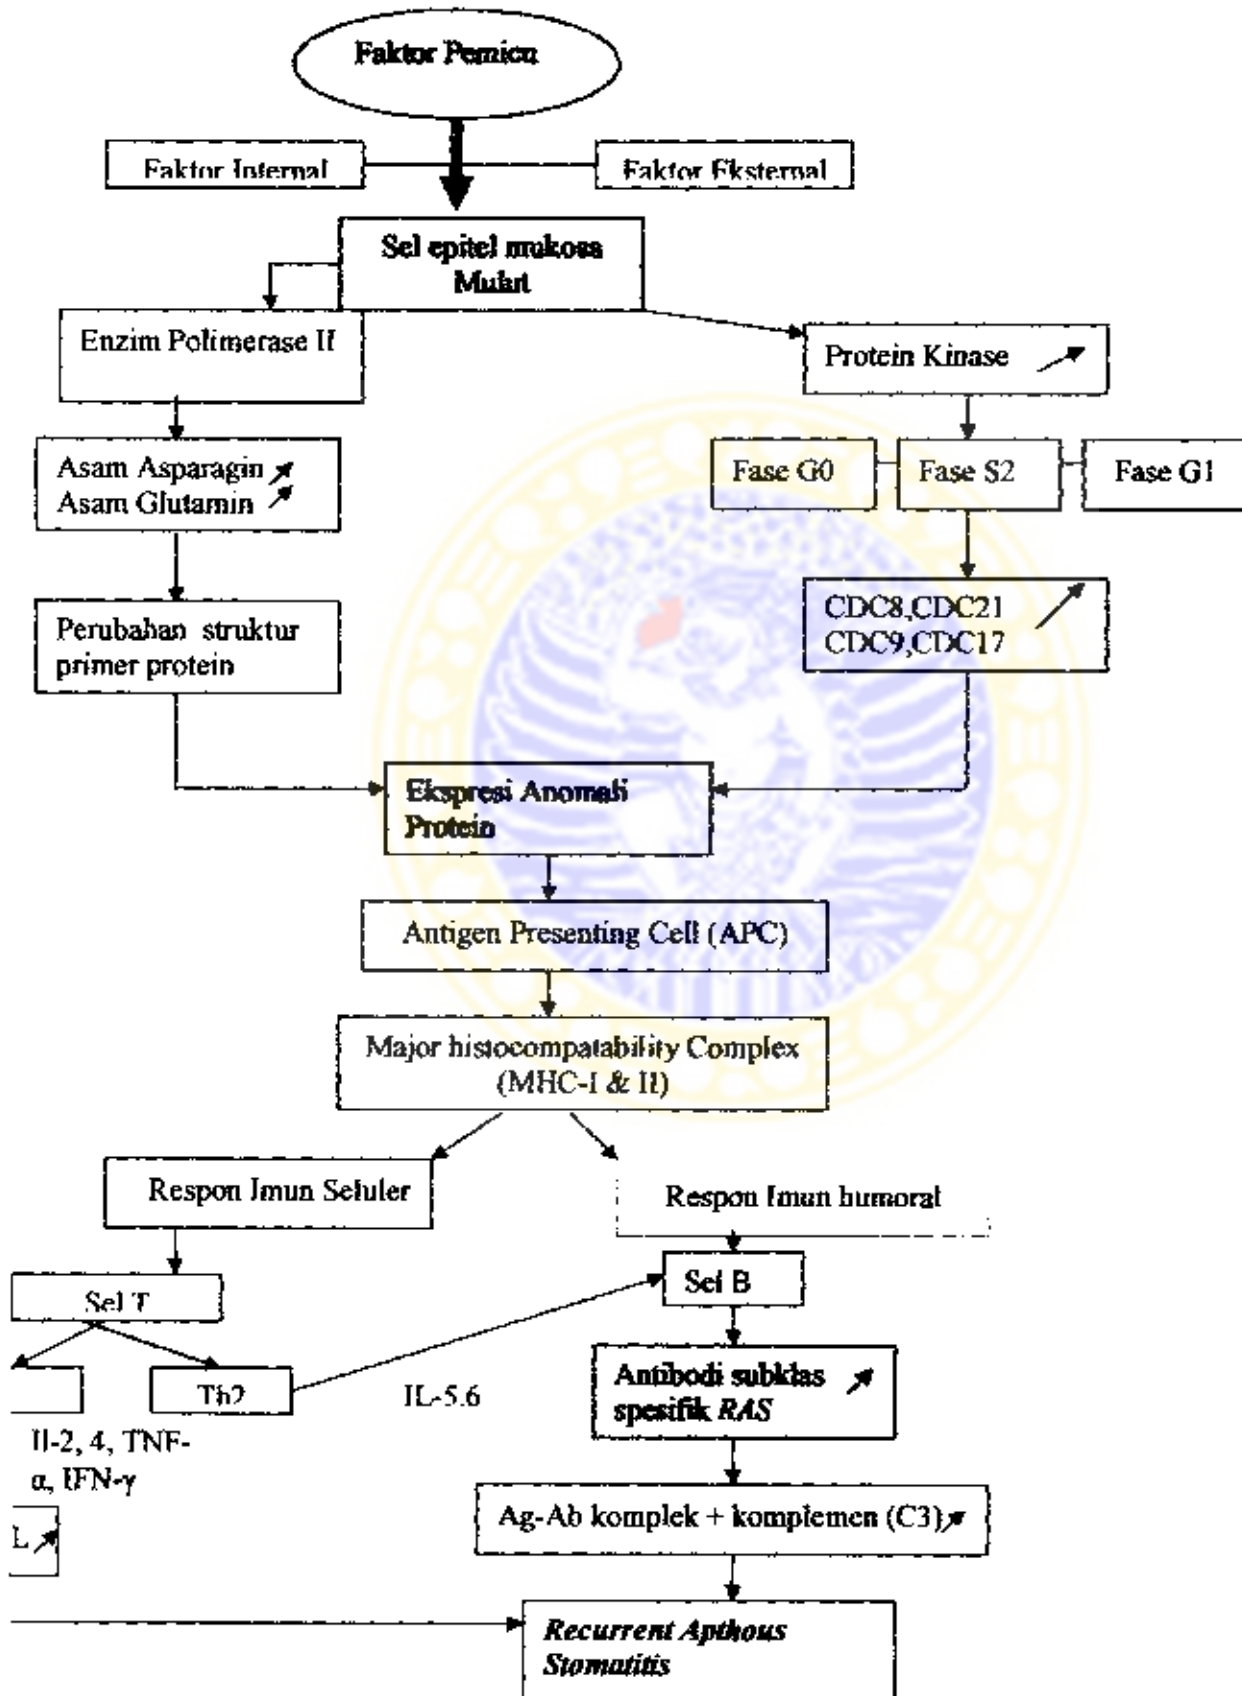 Faktor Pemicu
Faktor Internal
Faktor Eksternal
Sel epitel mukosa
Mulut
Enzim Polimerase II
Protein Kinase
Asam Asparagin
Asam Glutamin
Fase G0
Fase S2
Fase G1
Perubahan struktur
primer protein
CDC8,CDC21
CDC9,CDC17
Ekspresi Anomali
Protein
Antigen Presenting Cell (APC)
Major histocompatability Complex
(MHC-I & II)
Respon Imun Seluler
Respon Imun humoral
Sel T
Sel B
Th2
IL-5.6
Antibodi subklas
spesifik RAS
Il-2, 4, TNF-
α, IFN-γ
Ag-Ab komplek + komplemen (C3)
L
Recurrent Apthous
Stomatitis